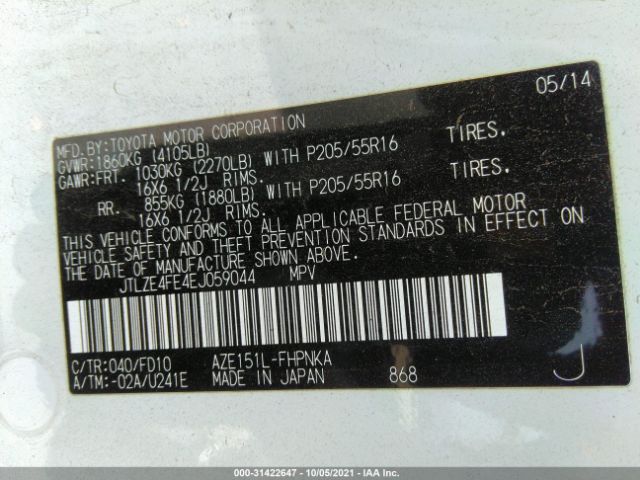 05/14
MFD.BY:TOYOTA MOTOR CORPORATION
GVWR:1860KG (4105LB)
GAWR:FRT. 1030KG (2270LB) WITH P205/55R16 TIRES.
16X6 1/2J RIMS.
RR. 855KG (1880LB) WITH P205/55R16 TIRES.
16X6 1/2J RIMS.
THIS VEHICLE CONFORMS TO ALL APPLICABLE FEDERAL MOTOR
VEHICLE SAFETY AND THEFT PREVENTION STANDARDS IN EFFECT ON
THE DATE OF MANUFACTURE SHOWN ABOVE.
JTLZE4FE4EJ059044 MPV
C/TR:040/FD10 AZE151L-FHPNKA
A/TM:-02A/U241E MADE IN JAPAN 868 J
000-31422647 - 10/05/2021 - IAA Inc.